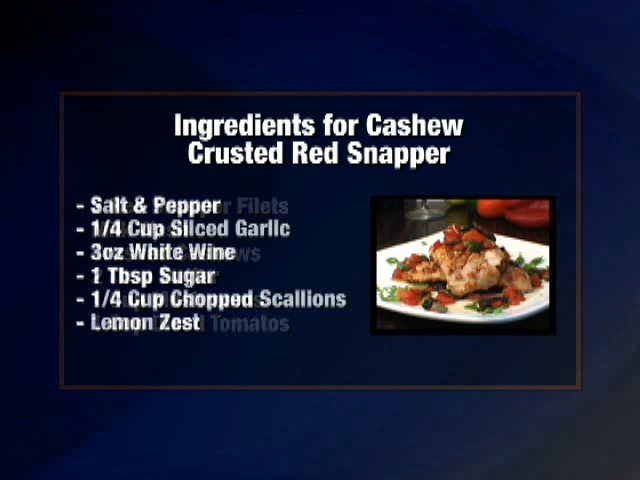 Ingredients for Cashew
Crusted Red Snapper
- Salt & Pepper
- 1/4 Cup Sliced Garlic
- 3oz White Wine
- 1 Tbsp Sugar
- 1/4 Cup Chopped Scallions
- Lemon Zest